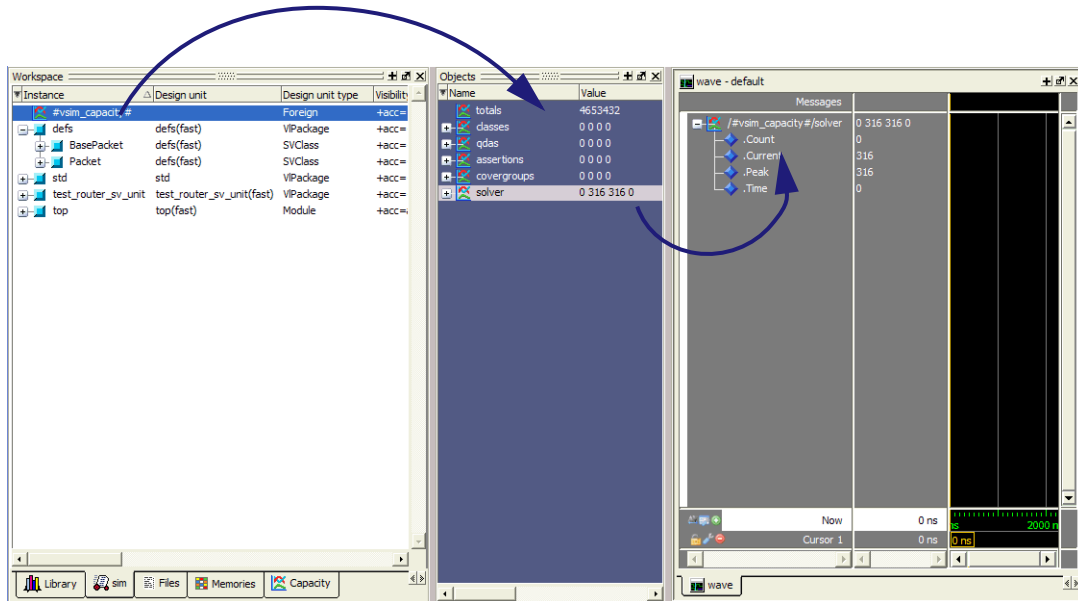 Workspace
Instance Design unit Design unit type Visibilit
#vsim_capacity# Foreign +acc=
defs defs(fast) VlPackage +acc=
BasePacket defs(fast) SVClass +acc=
Packet defs(fast) SVClass +acc=
std std VlPackage +acc=
test_router_sv_unit test_router_sv_unit(fast) VlPackage +acc=
top top(fast) Module +acc=
Library sim Files Memories Capacity
Objects
Name Value
totals 4653432
classes 0 0 0 0
qdas 0 0 0 0
assertions 0 0 0 0
covergroups 0 0 0 0
solver 0 316 316 0
wave - default
Messages
/#vsim_capacity#/solver 0 316 316 0
.Count 0
.Current 316
.Peak 316
.Time 0
Now 0 ns ns 2000 n
Cursor 1 0 ns 0 ns
wave